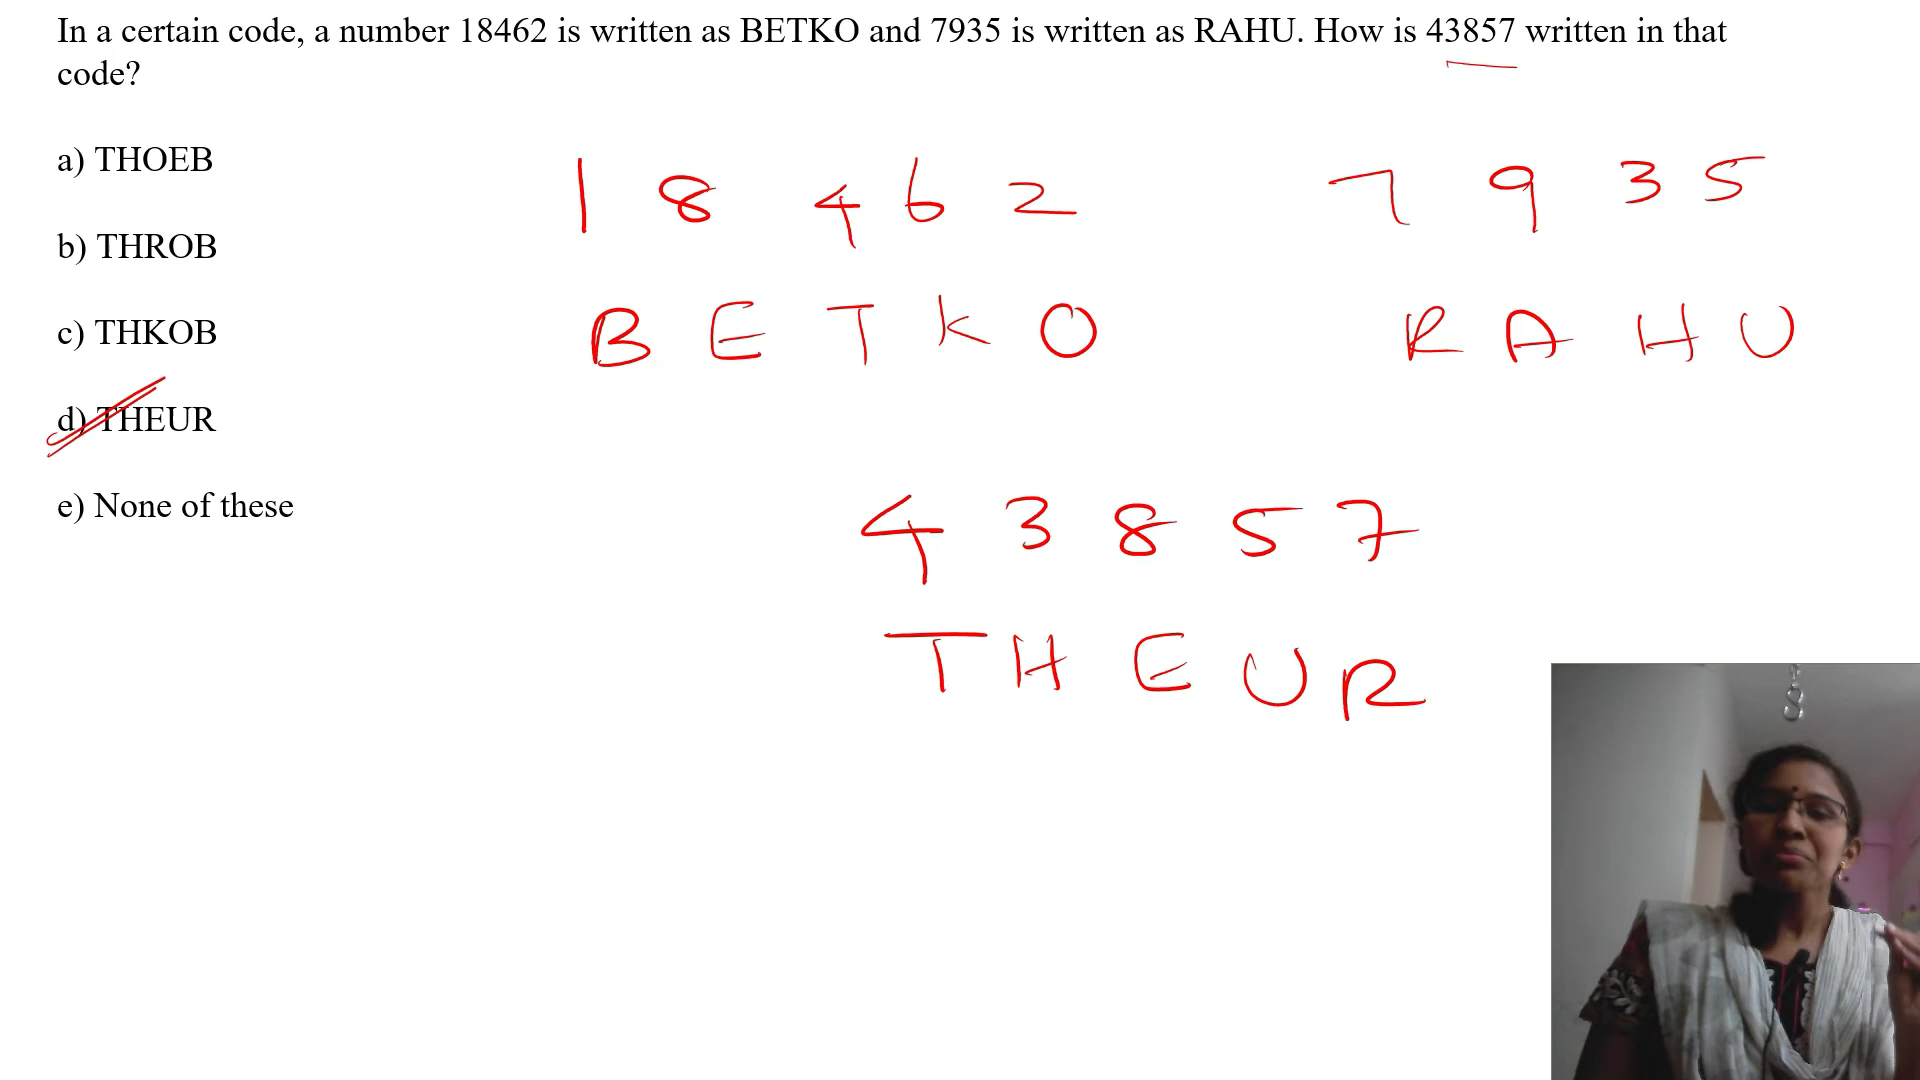 In a certain code, a number 18462 is written as BETKO and 7935 is written as RAHU. How is 43857 written in that
code?
a) THOEB
b) THROB
c) THKOB
d) THEUR
e) None of these
1 8 4 6 2
7 9 3 5
B E T K O
R A H U
4 3 8 5 7
T H E U R